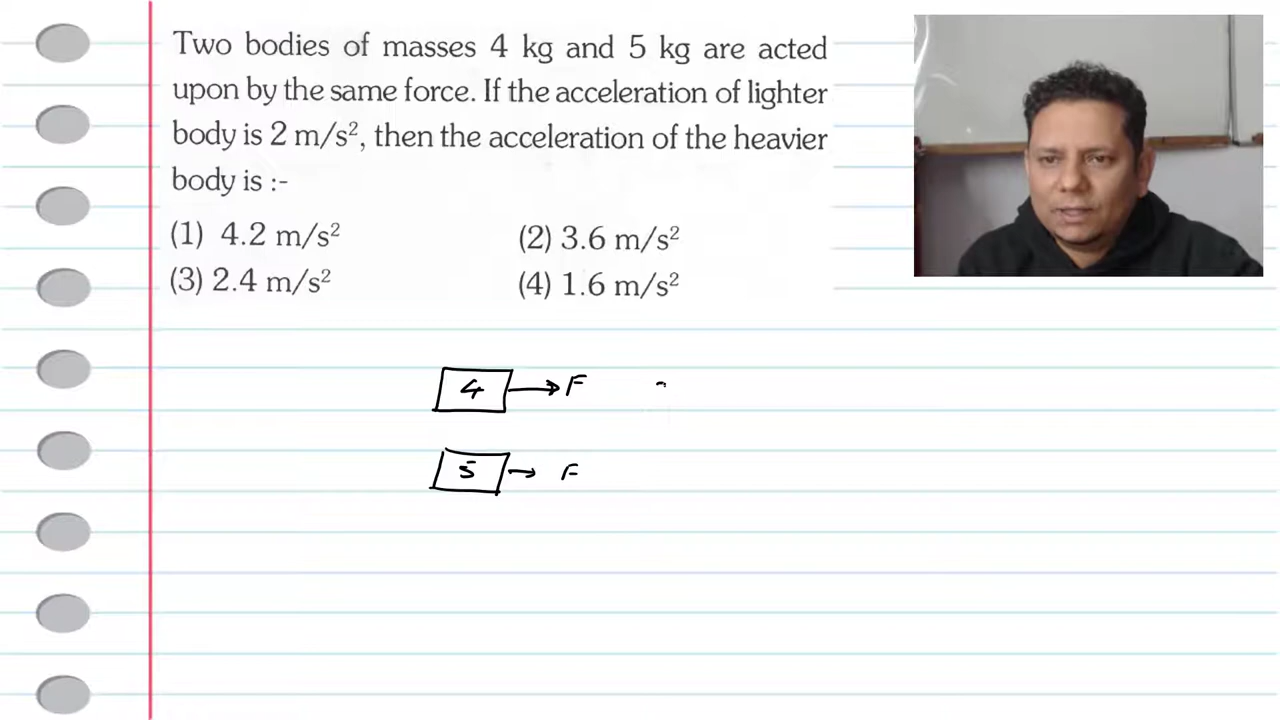 Two bodies of masses 4 kg and 5 kg are acted
upon by the same force. If the acceleration of lighter
body is 2 m/s², then the acceleration of the heavier
body is :-
(1) 4.2 m/s² (2) 3.6 m/s²
(3) 2.4 m/s² (4) 1.6 m/s²
4 → F
5 → F